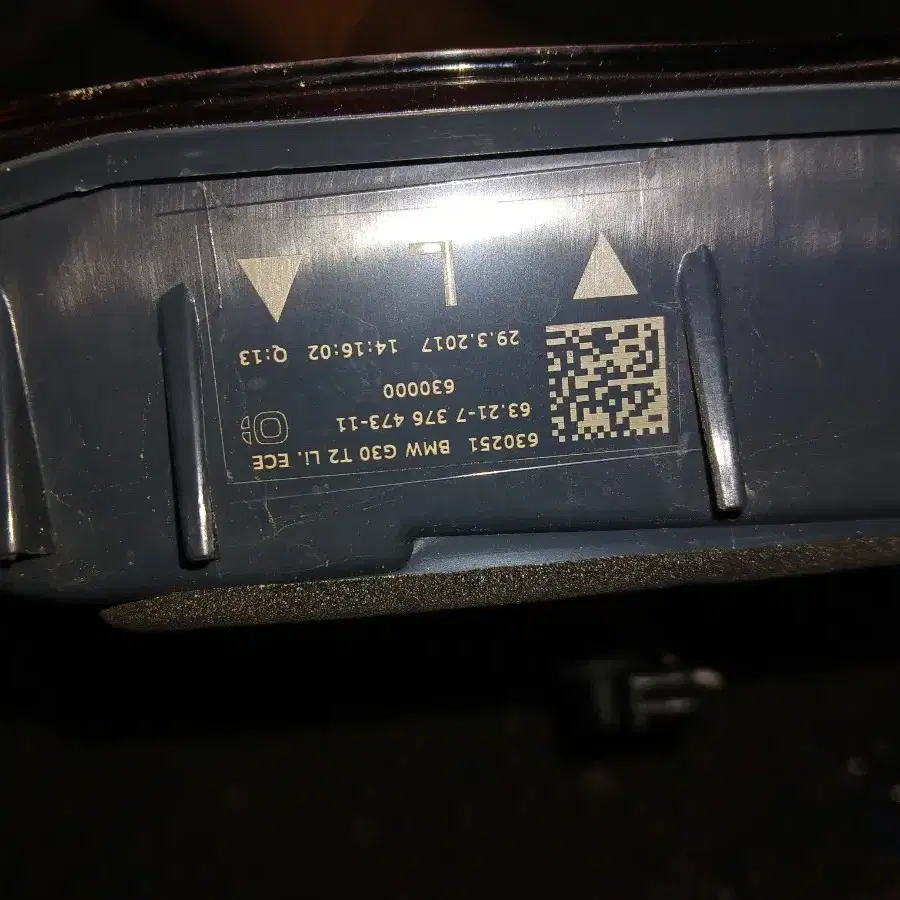 630251 BMW G30 T2 Li. ECE
63.21-7 376 473-11
630000
29.3.2017 14:16:02 Q:13
L